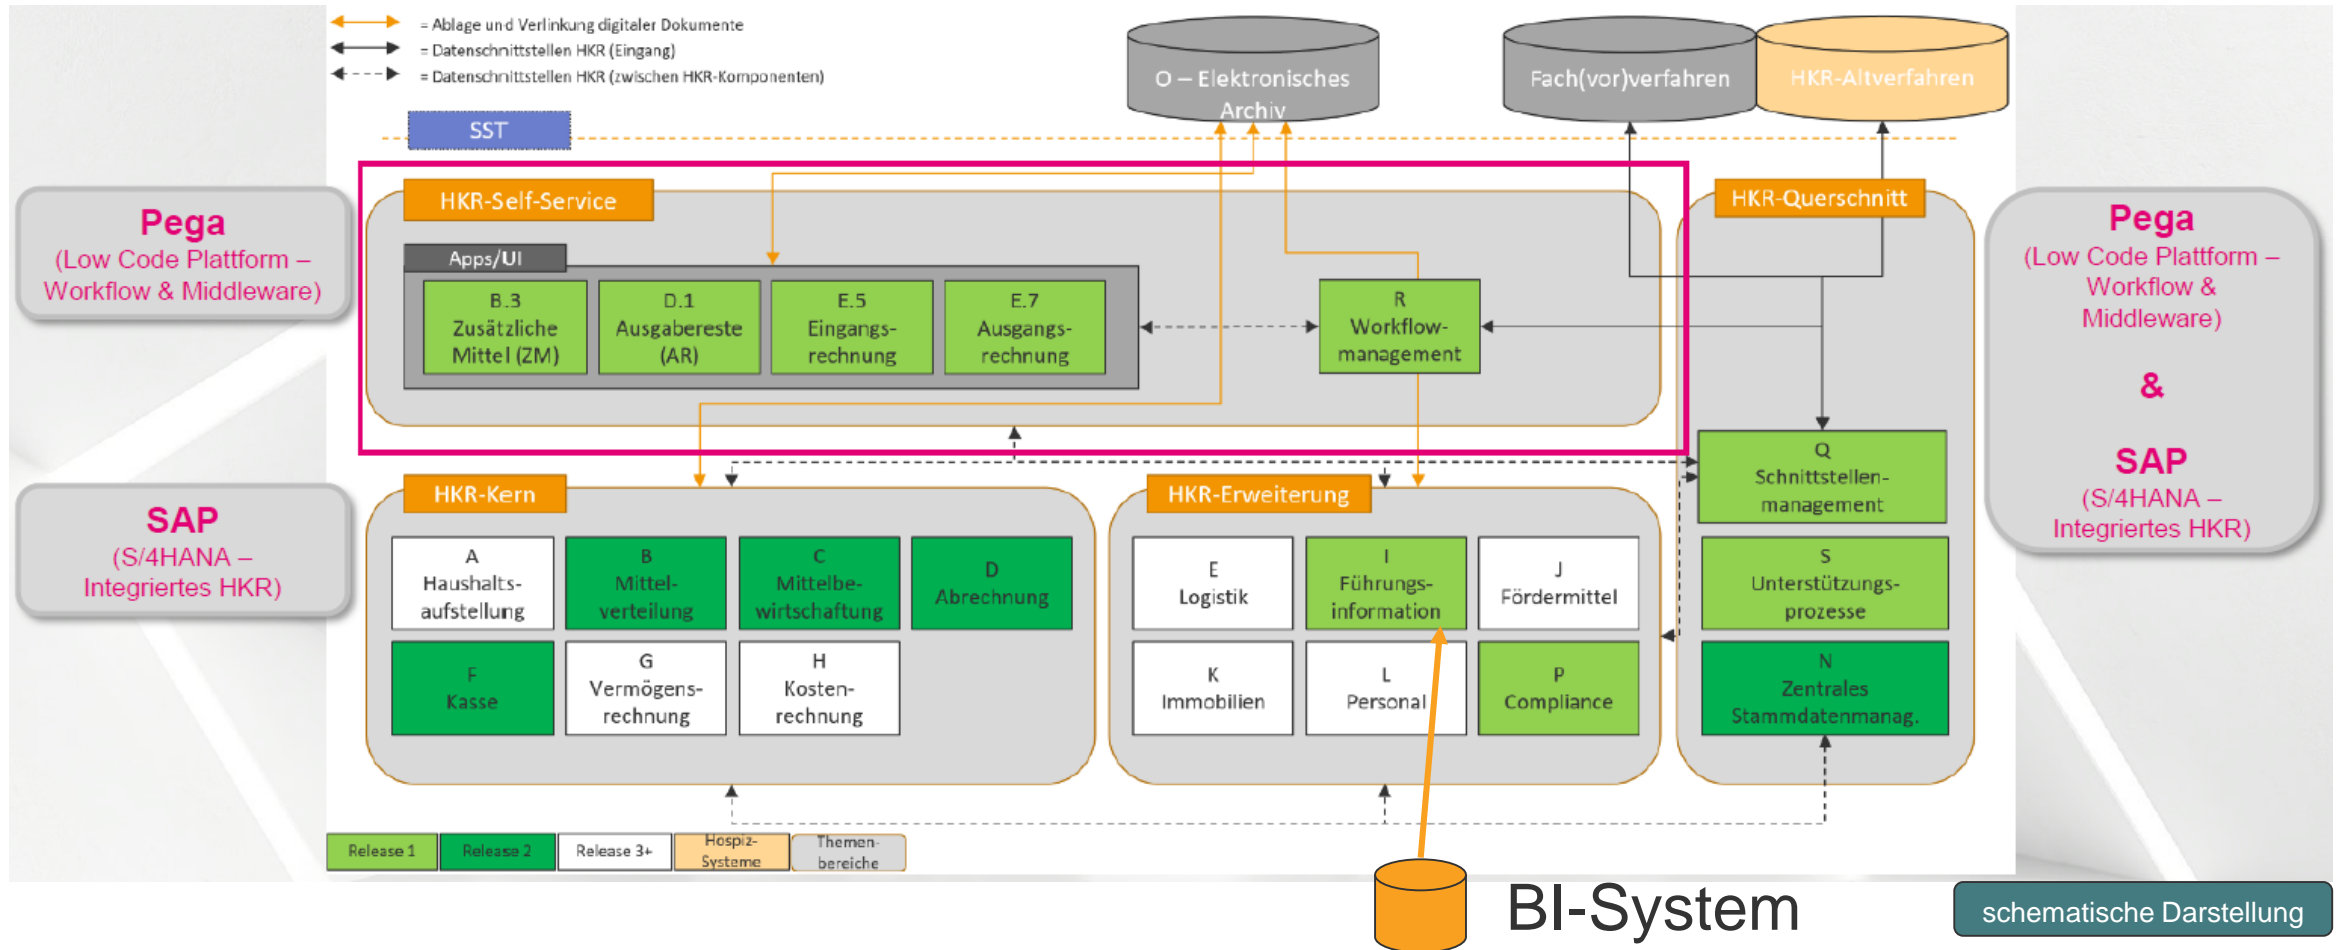 = Ablage und Verlinkung digitaler Dokumente
= Datenschnittstellen HKR (Eingang)
= Datenschnittstellen HKR (zwischen HKR-Komponenten)
O – Elektronisches
Archiv
Fach(vor)verfahren
HKR-Altverfahren
SST
Pega
(Low Code Plattform –
Workflow & Middleware)
HKR-Self-Service
Apps/UI
B.3
Zusätzliche
Mittel (ZM)
D.1
Ausgabereste
(AR)
E.5
Eingangs-
rechnung
E.7
Ausgangs-
rechnung
R
Workflow-
management
HKR-Querschnitt
Q
Schnittstellen-
management
S
Unterstützungs-
prozesse
N
Zentrales
Stammdatenmanag.
Pega
(Low Code Plattform –
Workflow &
Middleware)
&
SAP
(S/4HANA –
Integriertes HKR)
SAP
(S/4HANA –
Integriertes HKR)
HKR-Kern
A
Haushalts-
aufstellung
B
Mittel-
verteilung
C
Mittelbe-
wirtschaftung
D
Abrechnung
F
Kasse
G
Vermögens-
rechnung
H
Kosten-
rechnung
HKR-Erweiterung
E
Logistik
I
Führungs-
information
J
Fördermittel
K
Immobilien
L
Personal
P
Compliance
Release 1
Release 2
Release 3+
Hospiz-
Systeme
Themen-
bereiche
BI-System
schematische Darstellung